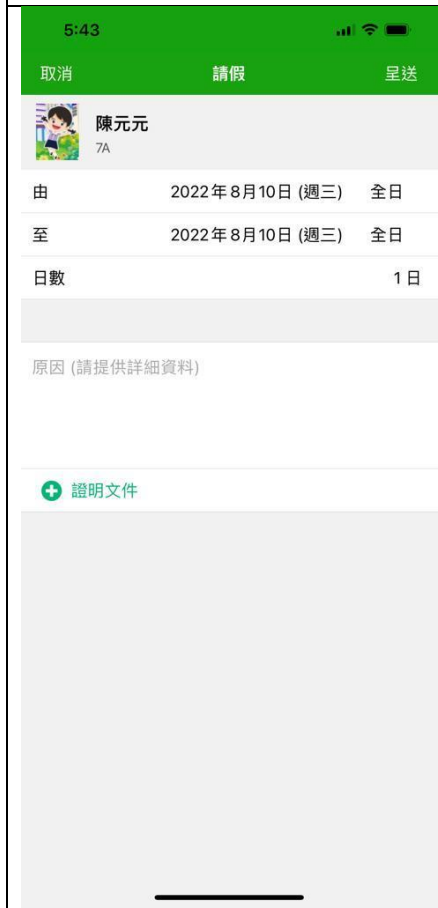 5:43
取消 請假 呈送
陳元元
7A
由 2022年8月10日 (週三) 全日
至 2022年8月10日 (週三) 全日
日數 1日
原因 (請提供詳細資料)
證明文件